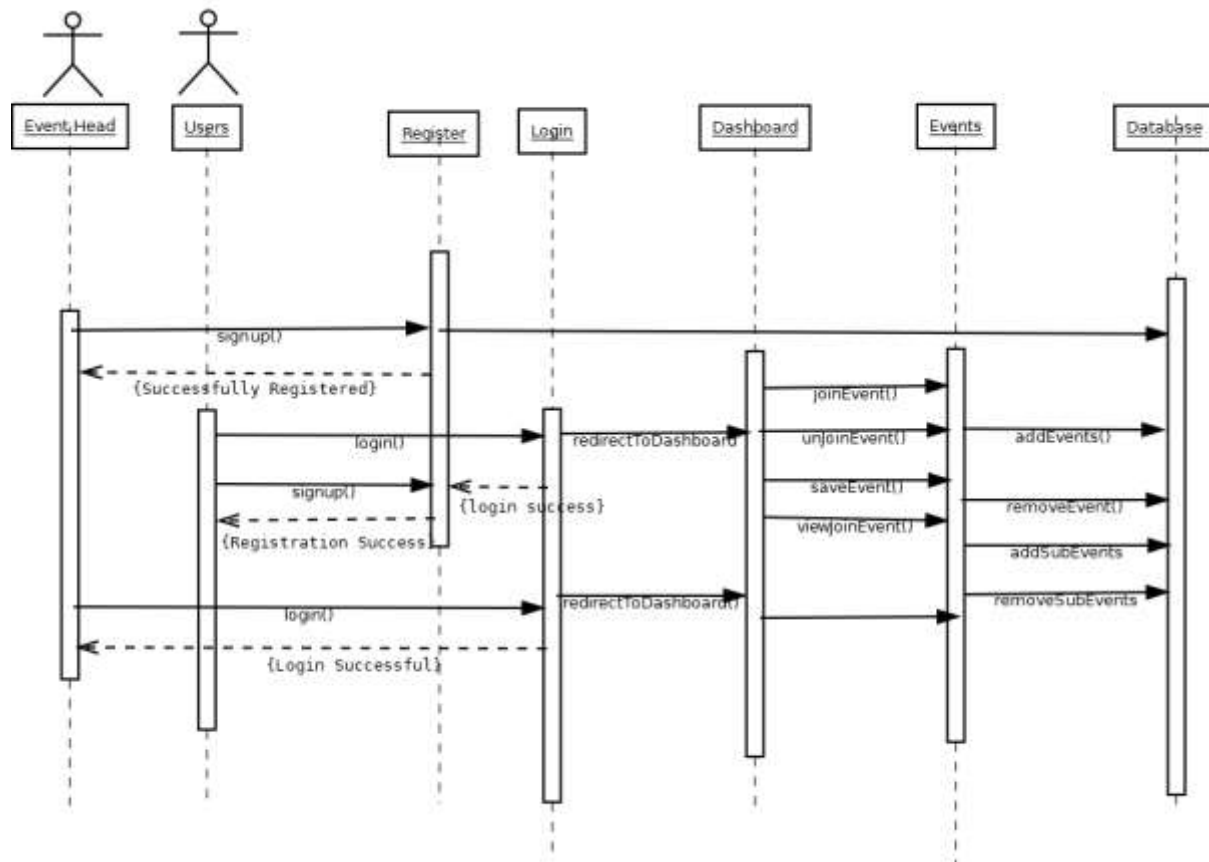 Event Head
Users
Register
Login
Dashboard
Events
Database
signup()
{Successfully Registered}
joinEvent()
login()
redirectToDashboard
unJoinEvent()
addEvents()
signup()
{login success}
saveEvent()
removeEvent()
{Registration Success
viewJoinEvent()
addSubEvents
login()
redirectToDashboard()
removeSubEvents
{Login Successful}